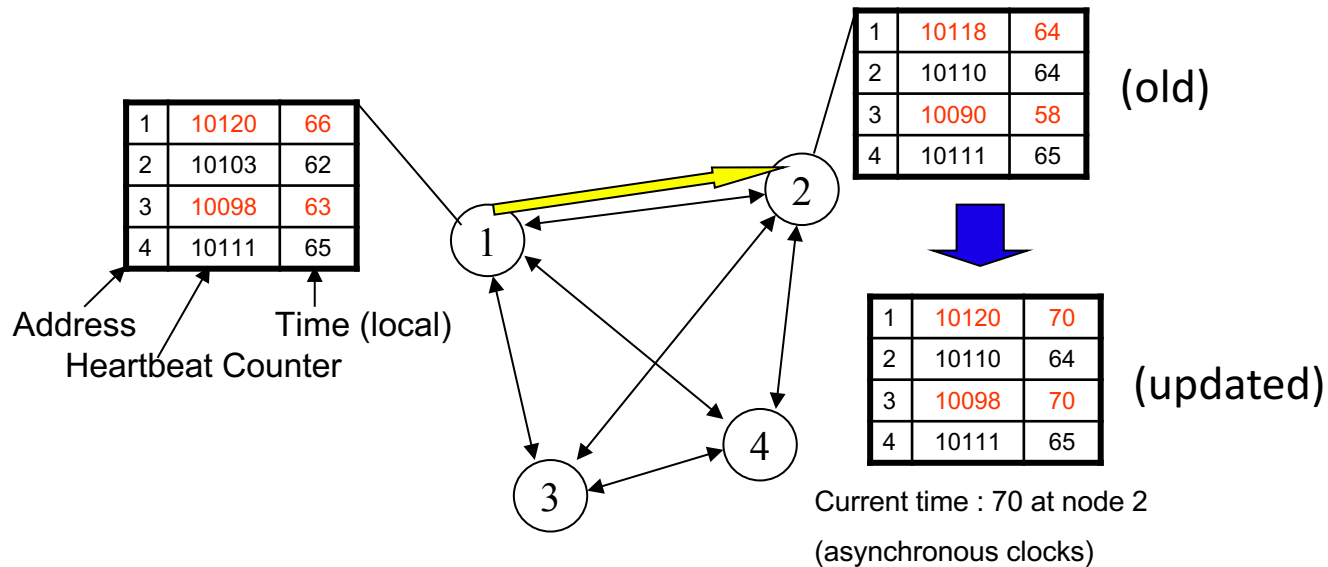 1 10118 64
2 10110 64
3 10090 58
4 10111 65
(old)
1 10120 66
2 10103 62
3 10098 63
4 10111 65
Address
Time (local)
Heartbeat Counter
1
2
3
4
1 10120 70
2 10110 64
3 10098 70
4 10111 65
(updated)
Current time : 70 at node 2
(asynchronous clocks)